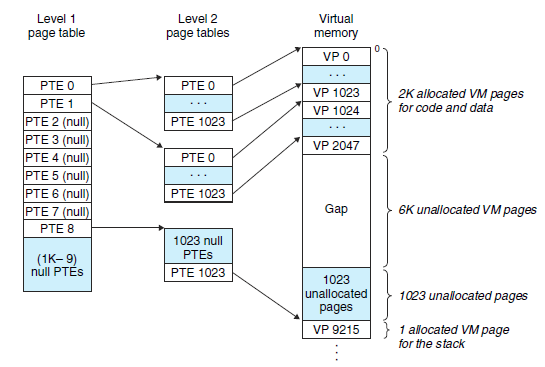 Level 1
page table
Level 2
page tables
Virtual
memory
PTE 0
PTE 1
PTE 2 (null)
PTE 3 (null)
PTE 4 (null)
PTE 5 (null)
PTE 6 (null)
PTE 7 (null)
PTE 8
(1K– 9)
null PTEs
PTE 0
. . .
PTE 1023
PTE 0
. . .
PTE 1023
1023 null
PTEs
PTE 1023
0
VP 0
. . .
VP 1023
VP 1024
. . .
VP 2047
Gap
1023
unallocated
pages
VP 9215
2K allocated VM pages
for code and data
6K unallocated VM pages
1023 unallocated pages
1 allocated VM page
for the stack